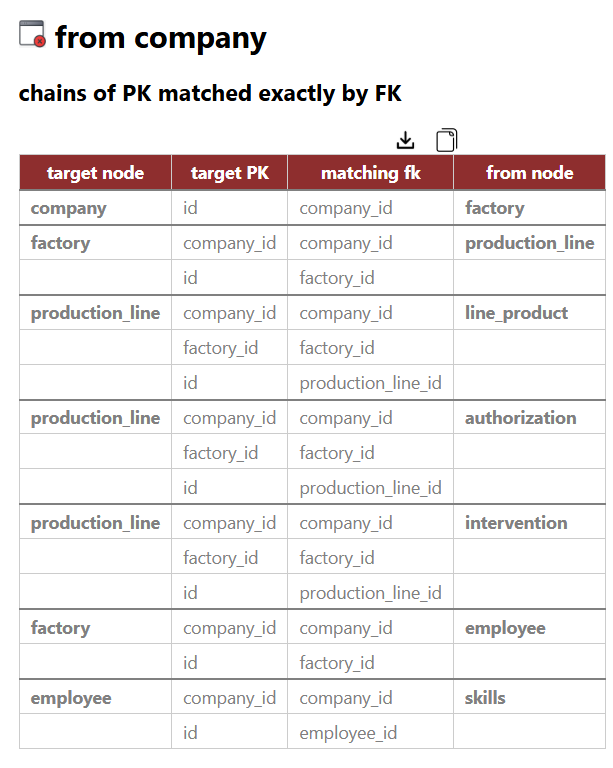 from company
chains of PK matched exactly by FK
target node target PK matching fk from node
company id company_id factory
factory company_id company_id production_line
id factory_id
production_line company_id company_id line_product
factory_id factory_id
id production_line_id
production_line company_id company_id authorization
factory_id factory_id
id production_line_id
production_line company_id company_id intervention
factory_id factory_id
id production_line_id
factory company_id company_id employee
id factory_id
employee company_id company_id skills
id employee_id